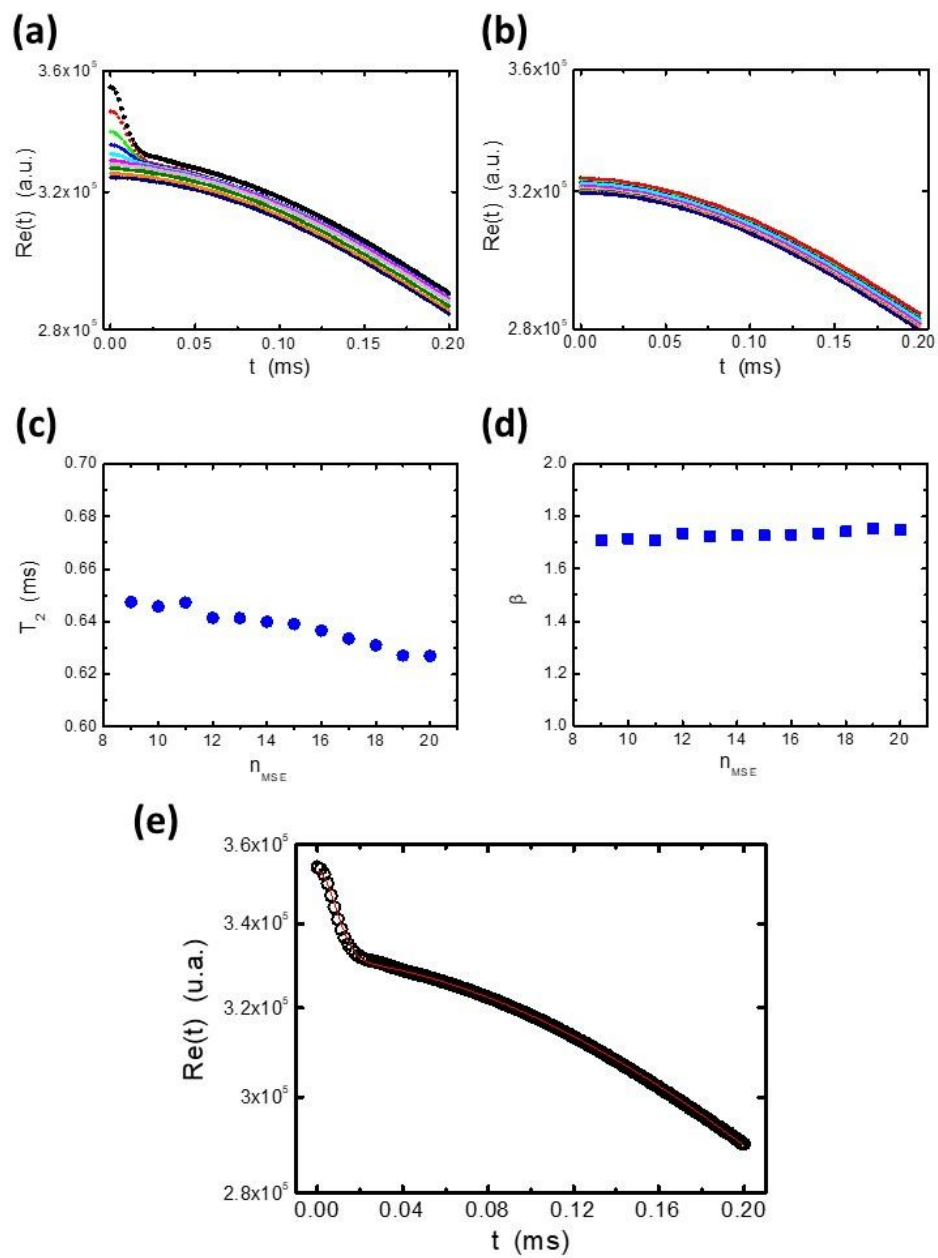 (a)
(b)
3.6x10⁵
3.2x10⁵
2.8x10⁵
Re(t) (a.u.)
0.00 0.05 0.10 0.15 0.20
t (ms)
3.6x10⁵
3.2x10⁵
2.8x10⁵
Re(t) (a.u.)
0.00 0.05 0.10 0.15 0.20
t (ms)
(c)
(d)
0.70
0.68
0.66
0.64
0.62
0.60
T₂ (ms)
8 10 12 14 16 18 20
n_MSE
2.0
1.8
1.6
1.4
1.2
1.0
β
8 10 12 14 16 18 20
n_MSE
(e)
3.6x10⁵
3.4x10⁵
3.2x10⁵
3x10⁵
2.8x10⁵
Re(t) (u.a.)
0.00 0.04 0.08 0.12 0.16 0.20
t (ms)